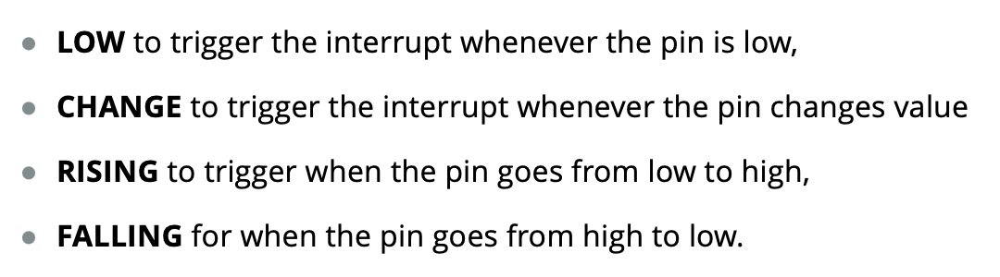 • LOW to trigger the interrupt whenever the pin is low,
• CHANGE to trigger the interrupt whenever the pin changes value
• RISING to trigger when the pin goes from low to high,
• FALLING for when the pin goes from high to low.